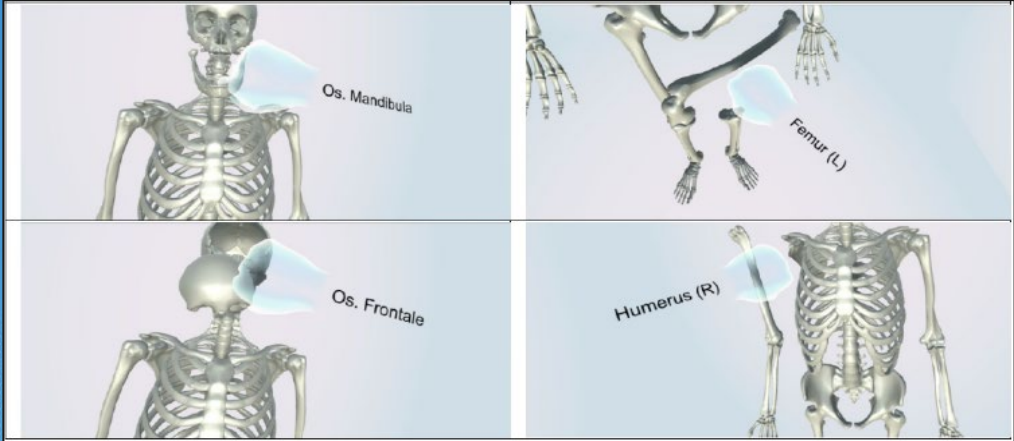 Os. Mandibula
Femur (L)
Os. Frontale
Humerus (R)